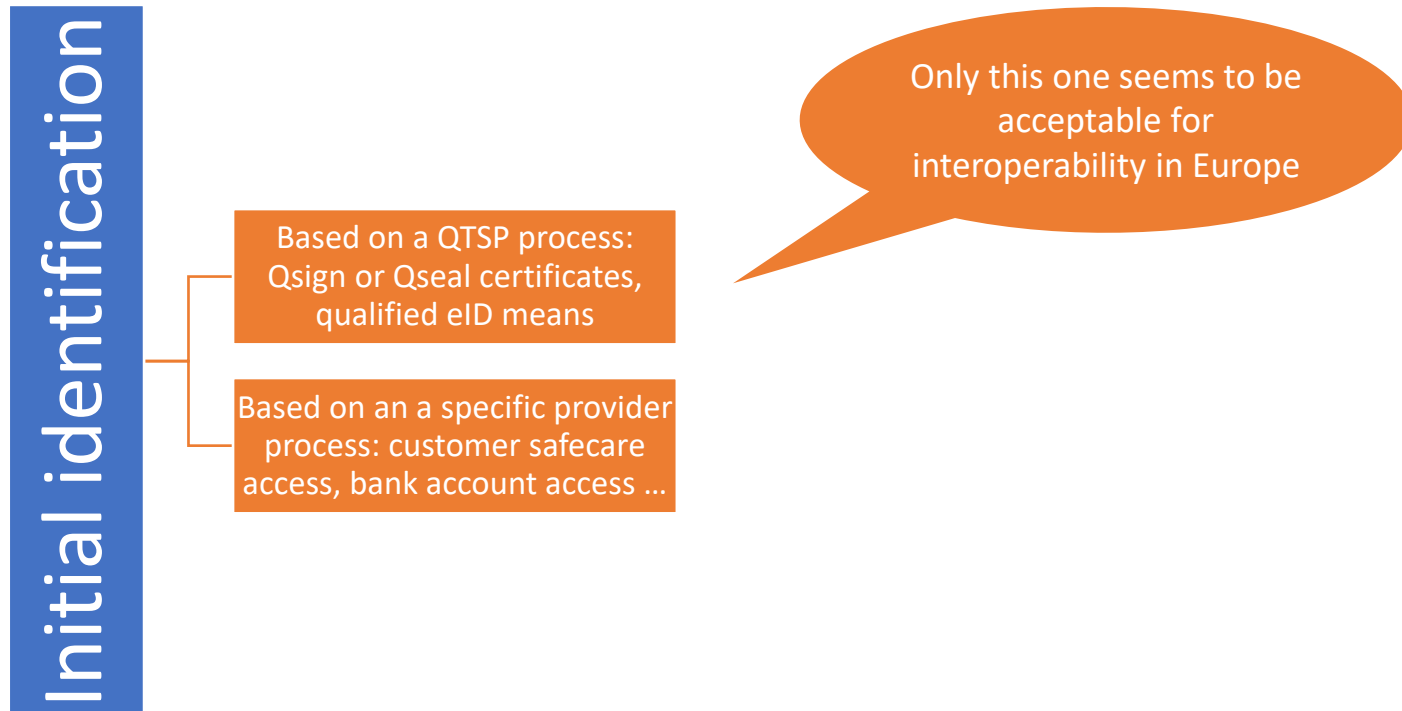 Initial identification
Only this one seems to be
acceptable for
interoperability in Europe
Based on a QTSP process:
Qsign or Qseal certificates,
qualified eID means
Based on an a specific provider
process: customer safecare
access, bank account access …